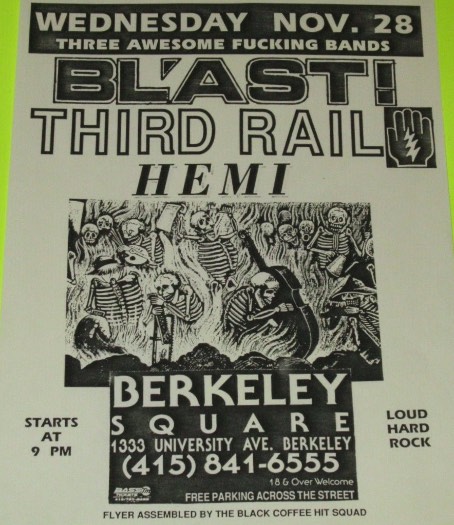 WEDNESDAY NOV. 28
THREE AWESOME FUCKING BANDS
BL'AST!
THIRD RAIL
HEMI
BERKELEY
SQUARE
1333 UNIVERSITY AVE. BERKELEY
(415) 841-6555
18 & Over Welcome
FREE PARKING ACROSS THE STREET
STARTS
AT
9 PM
LOUD
HARD
ROCK
BASS
TICKETS
FLYER ASSEMBLED BY THE BLACK COFFEE HIT SQUAD